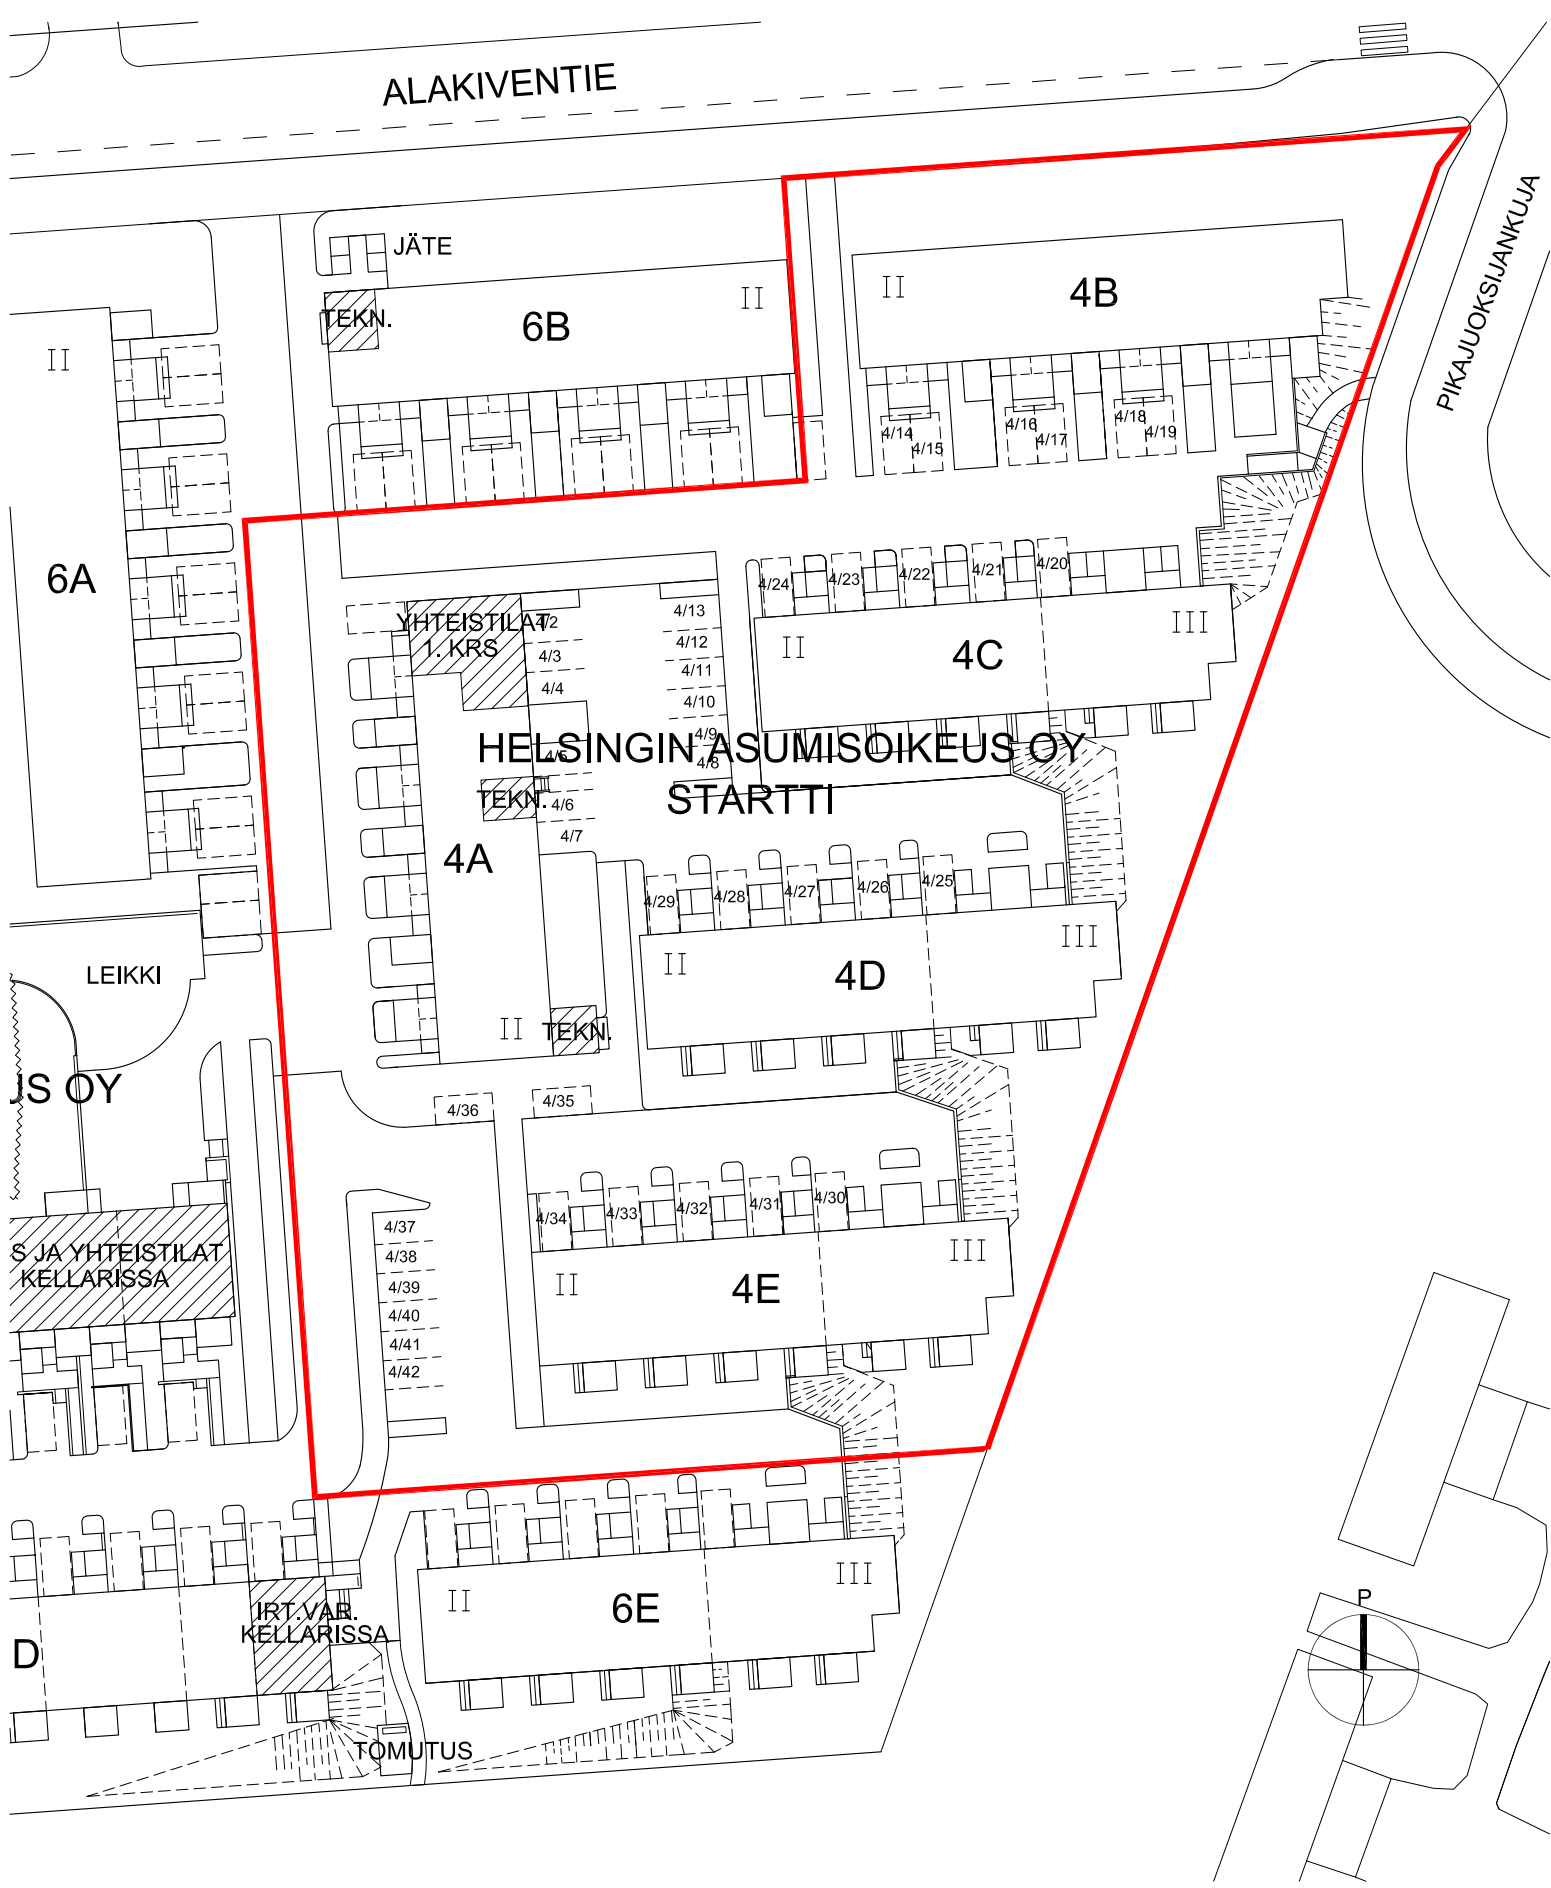 ALAKIVENTIE
PIKAJUOKSIJANKUJA
JÄTE
TEKN.
6B
II
II
4B
II
6A
4/14
4/15
4/16
4/17
4/18
4/19
4/24
4/23
4/22
4/21
4/20
YHTEISTILAT
1. KRS
4/2
4/3
4/4
4/5
4/6
4/7
4/13
4/12
4/11
4/10
4/9
4/8
II
4C
III
HELSINGIN ASUMISOIKEUS OY
STARTTI
TEKN.
4A
II
TEKN.
4/29
4/28
4/27
4/26
4/25
II
4D
III
LEIKKI
US OY
4/36
4/35
4/34
4/33
4/32
4/31
4/30
II
4E
III
4/37
4/38
4/39
4/40
4/41
4/42
S JA YHTEISTILAT
KELLARISSA
II
6E
III
IRT.VAR.
KELLARISSA
D
TOMUTUS
P